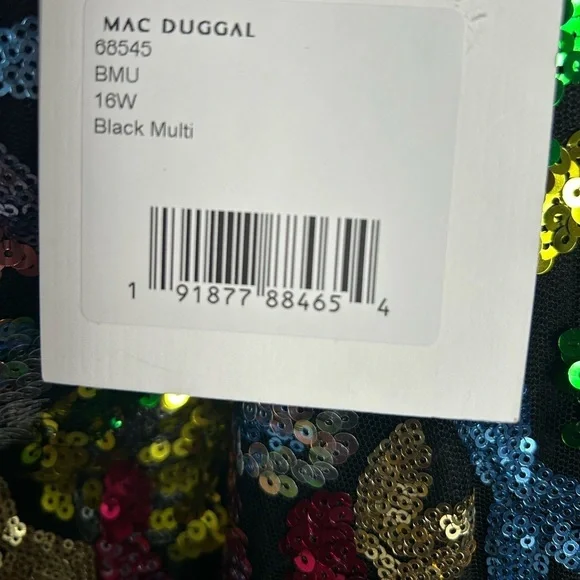 MAC DUGGAL
68545
BMU
16W
Black Multi
1 91877 88465 4